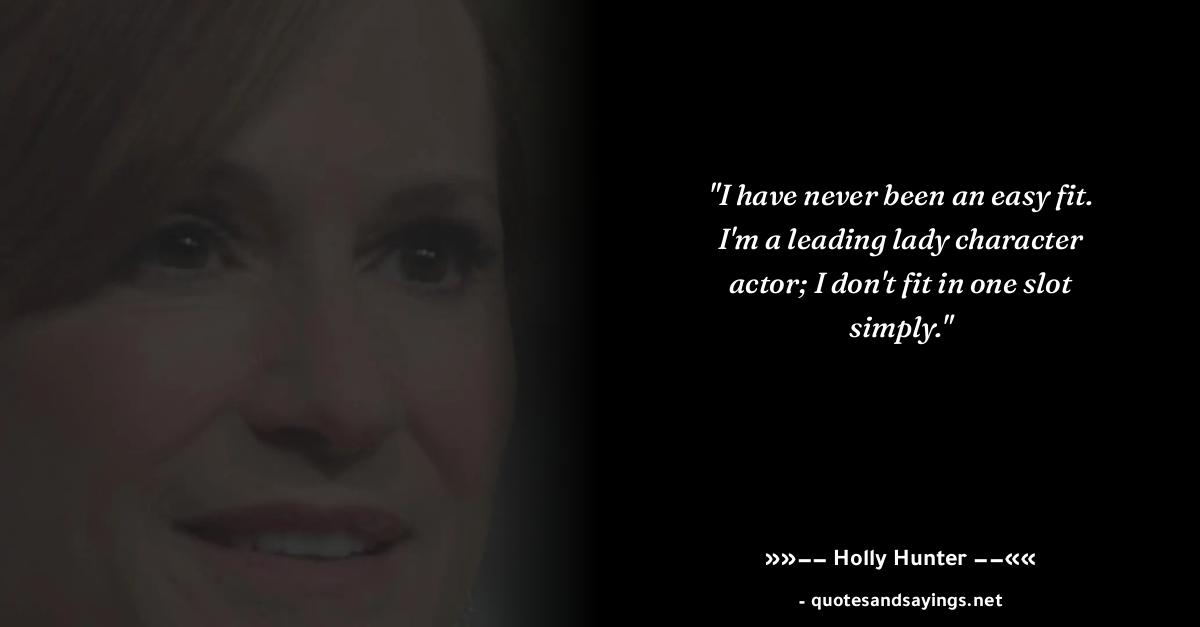 "I have never been an easy fit.
I'm a leading lady character
actor; I don't fit in one slot
simply."
»»−− Holly Hunter −−««
- quotesandsayings.net